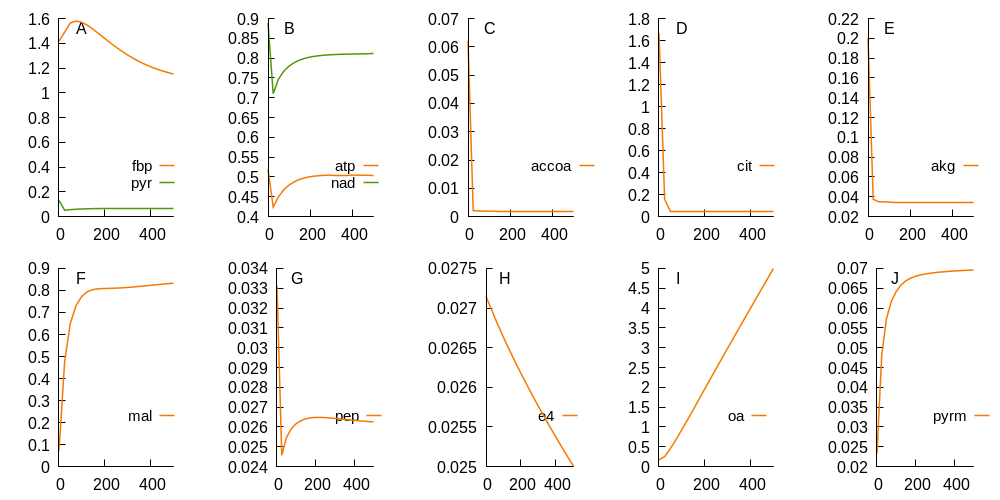 1.6 A
1.4
1.2
1
0.8
0.6
0.4 fbp
0.2 pyr
0
0 200 400
0.9 B
0.85
0.8
0.75
0.7
0.65
0.6
0.55 atp
0.5 nad
0.45
0.4
0 200 400
0.07 C
0.06
0.05
0.04
0.03
0.02 accoa
0.01
0
0 200 400
1.8 D
1.6
1.4
1.2
1
0.8
0.6
0.4 cit
0.2
0
0 200 400
0.22 E
0.2
0.18
0.16
0.14
0.12
0.1
0.08 akg
0.06
0.04
0.02
0 200 400
0.9 F
0.8
0.7
0.6
0.5
0.4
0.3
0.2 mal
0.1
0
0 200 400
0.034 G
0.033
0.032
0.031
0.03
0.029
0.028
0.027 pep
0.026
0.025
0.024
0 200 400
0.0275 H
0.027
0.0265
0.026
0.0255 e4
0.025
0 200 400
5 I
4.5
4
3.5
3
2.5
2
1.5 oa
1
0.5
0
0 200 400
0.07 J
0.065
0.06
0.055
0.05
0.045
0.04
0.035 pyrm
0.03
0.025
0.02
0 200 400